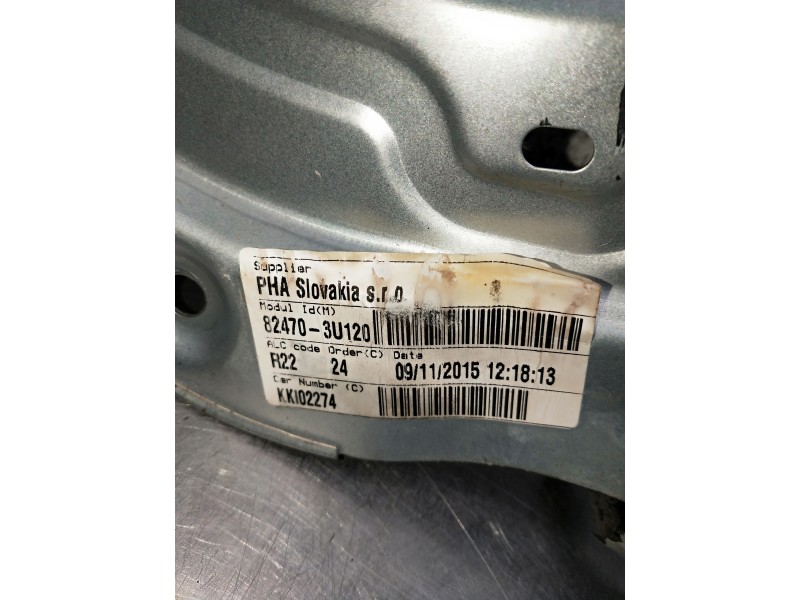 Supplier
PHA Slovakia s.r.o
Modul Id(M)
82470-3U120
ALC code Order(C) Date
R22 24 09/11/2015 12:18:13
Car Number (C)
KKI02274